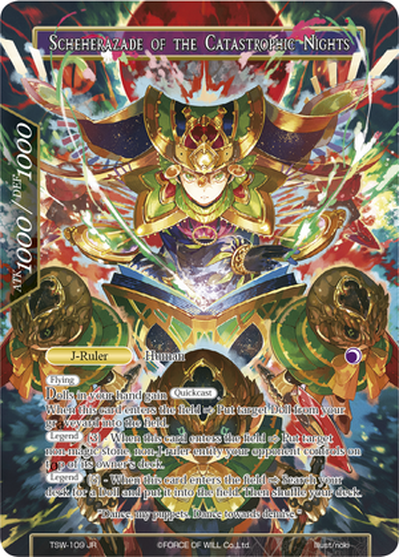 Scheherazade of the Catastrophic Nights
ATK 1000 / DEF 1000
J-Ruler Human
Flying
Dolls in your hand gain Quickcast
When this card enters the field ⇨ Put target Doll from your
graveyard into the field.
Legend [3] - When this card enters the field ⇨ Put target
non-magic stone, non-J-ruler entity your opponent controls on
top of its owner's deck.
Legend [5] - When this card enters the field ⇨ Search your
deck for a Doll and put it into the field. Then shuffle your deck.
"Dance, my puppets. Dance towards demise."
TSW-109 JR ©FORCE OF WILL Co.,Ltd. Illust/noki